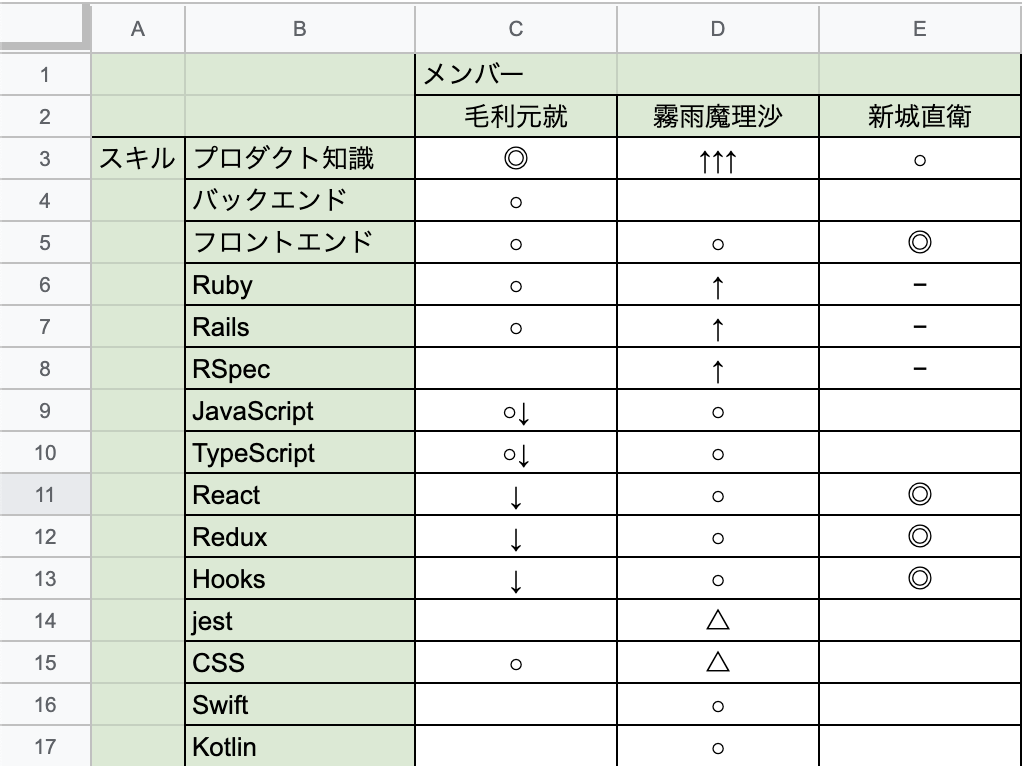 A B C D E
1 メンバー
2 毛利元就 霧雨魔理沙 新城直衛
3 スキル プロダクト知識 ◎ ↑↑↑ ○
4 バックエンド ○
5 フロントエンド ○ ○ ◎
6 Ruby ○ ↑ −
7 Rails ○ ↑ −
8 RSpec ↑ −
9 JavaScript ○↓ ○
10 TypeScript ○↓ ○
11 React ↓ ○ ◎
12 Redux ↓ ○ ◎
13 Hooks ↓ ○ ◎
14 jest △
15 CSS ○ △
16 Swift ○
17 Kotlin ○